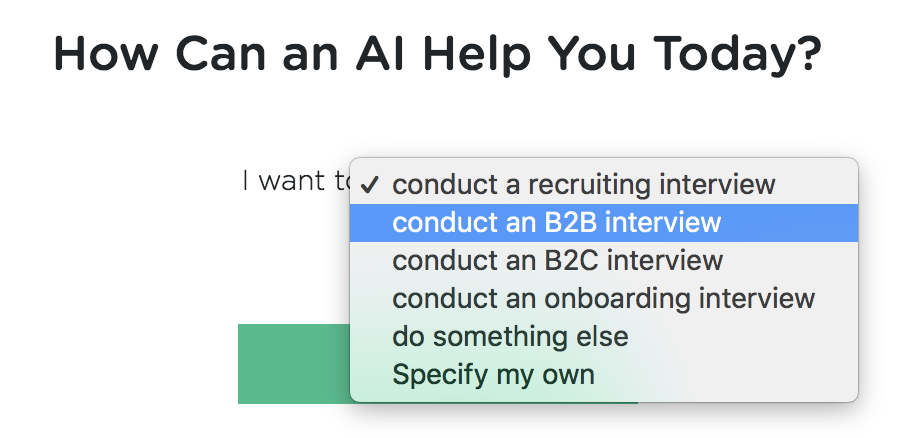 How Can an AI Help You Today?
I want to
✓ conduct a recruiting interview
conduct an B2B interview
conduct an B2C interview
conduct an onboarding interview
do something else
Specify my own